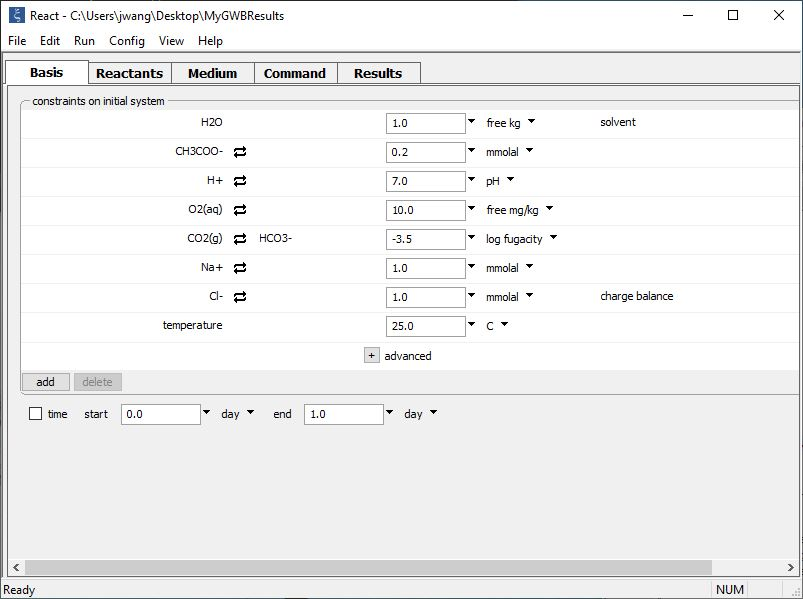 React - C:\Users\jwang\Desktop\MyGWBResults
File Edit Run Config View Help
Basis Reactants Medium Command Results
constraints on initial system
H2O 1.0 free kg solvent
CH3COO- 0.2 mmolal
H+ 7.0 pH
O2(aq) 10.0 free mg/kg
CO2(g) HCO3- -3.5 log fugacity
Na+ 1.0 mmolal
Cl- 1.0 mmolal charge balance
temperature 25.0 C
+ advanced
add delete
time start 0.0 day end 1.0 day
Ready NUM